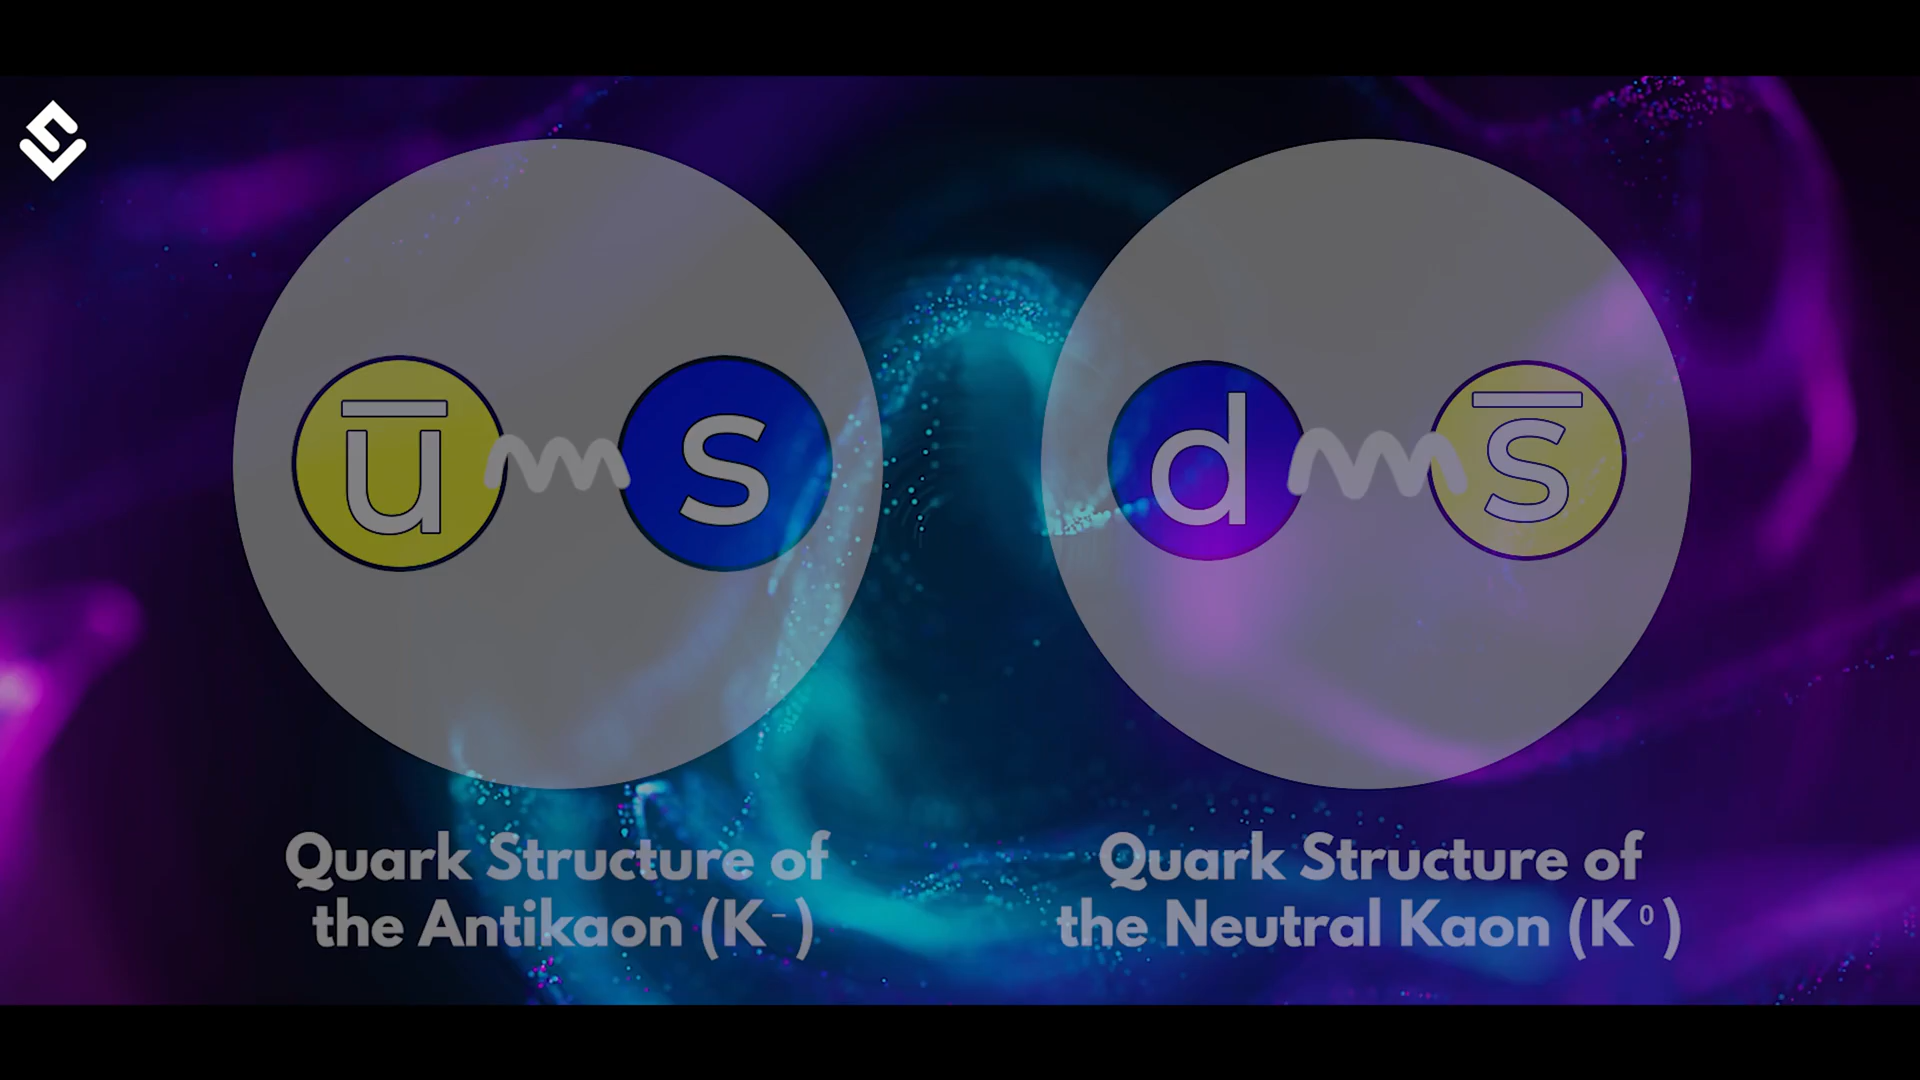 u̅ s
d s̅
Quark Structure of
the Antikaon (K⁻)
Quark Structure of
the Neutral Kaon (K⁰)